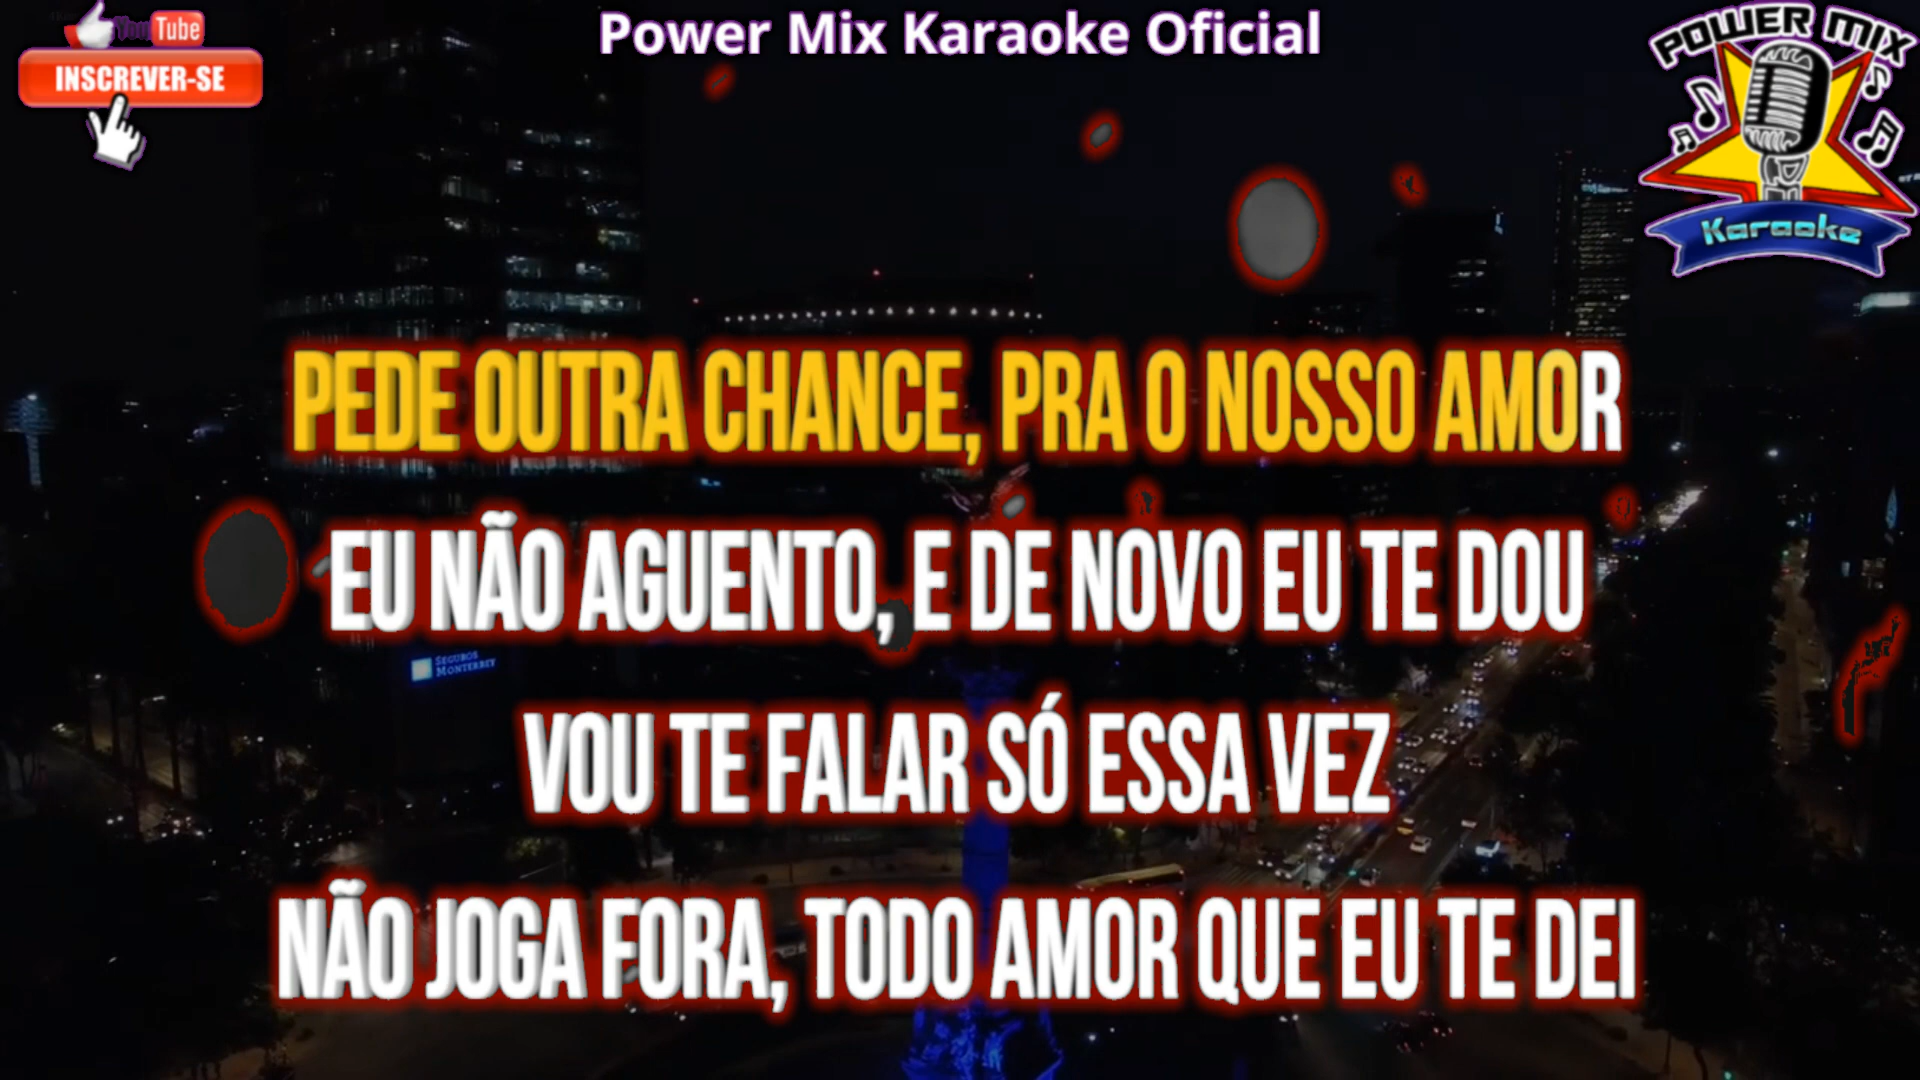 YouTube
INSCREVER-SE
Power Mix Karaoke Oficial
POWER MIX
Karaoke
PEDE OUTRA CHANCE, PRA O NOSSO AMOR
EU NÃO AGUENTO, E DE NOVO EU TE DOU
SEGUROS
MONTERREY
VOU TE FALAR SÓ ESSA VEZ
NÃO JOGA FORA, TODO AMOR QUE EU TE DEI